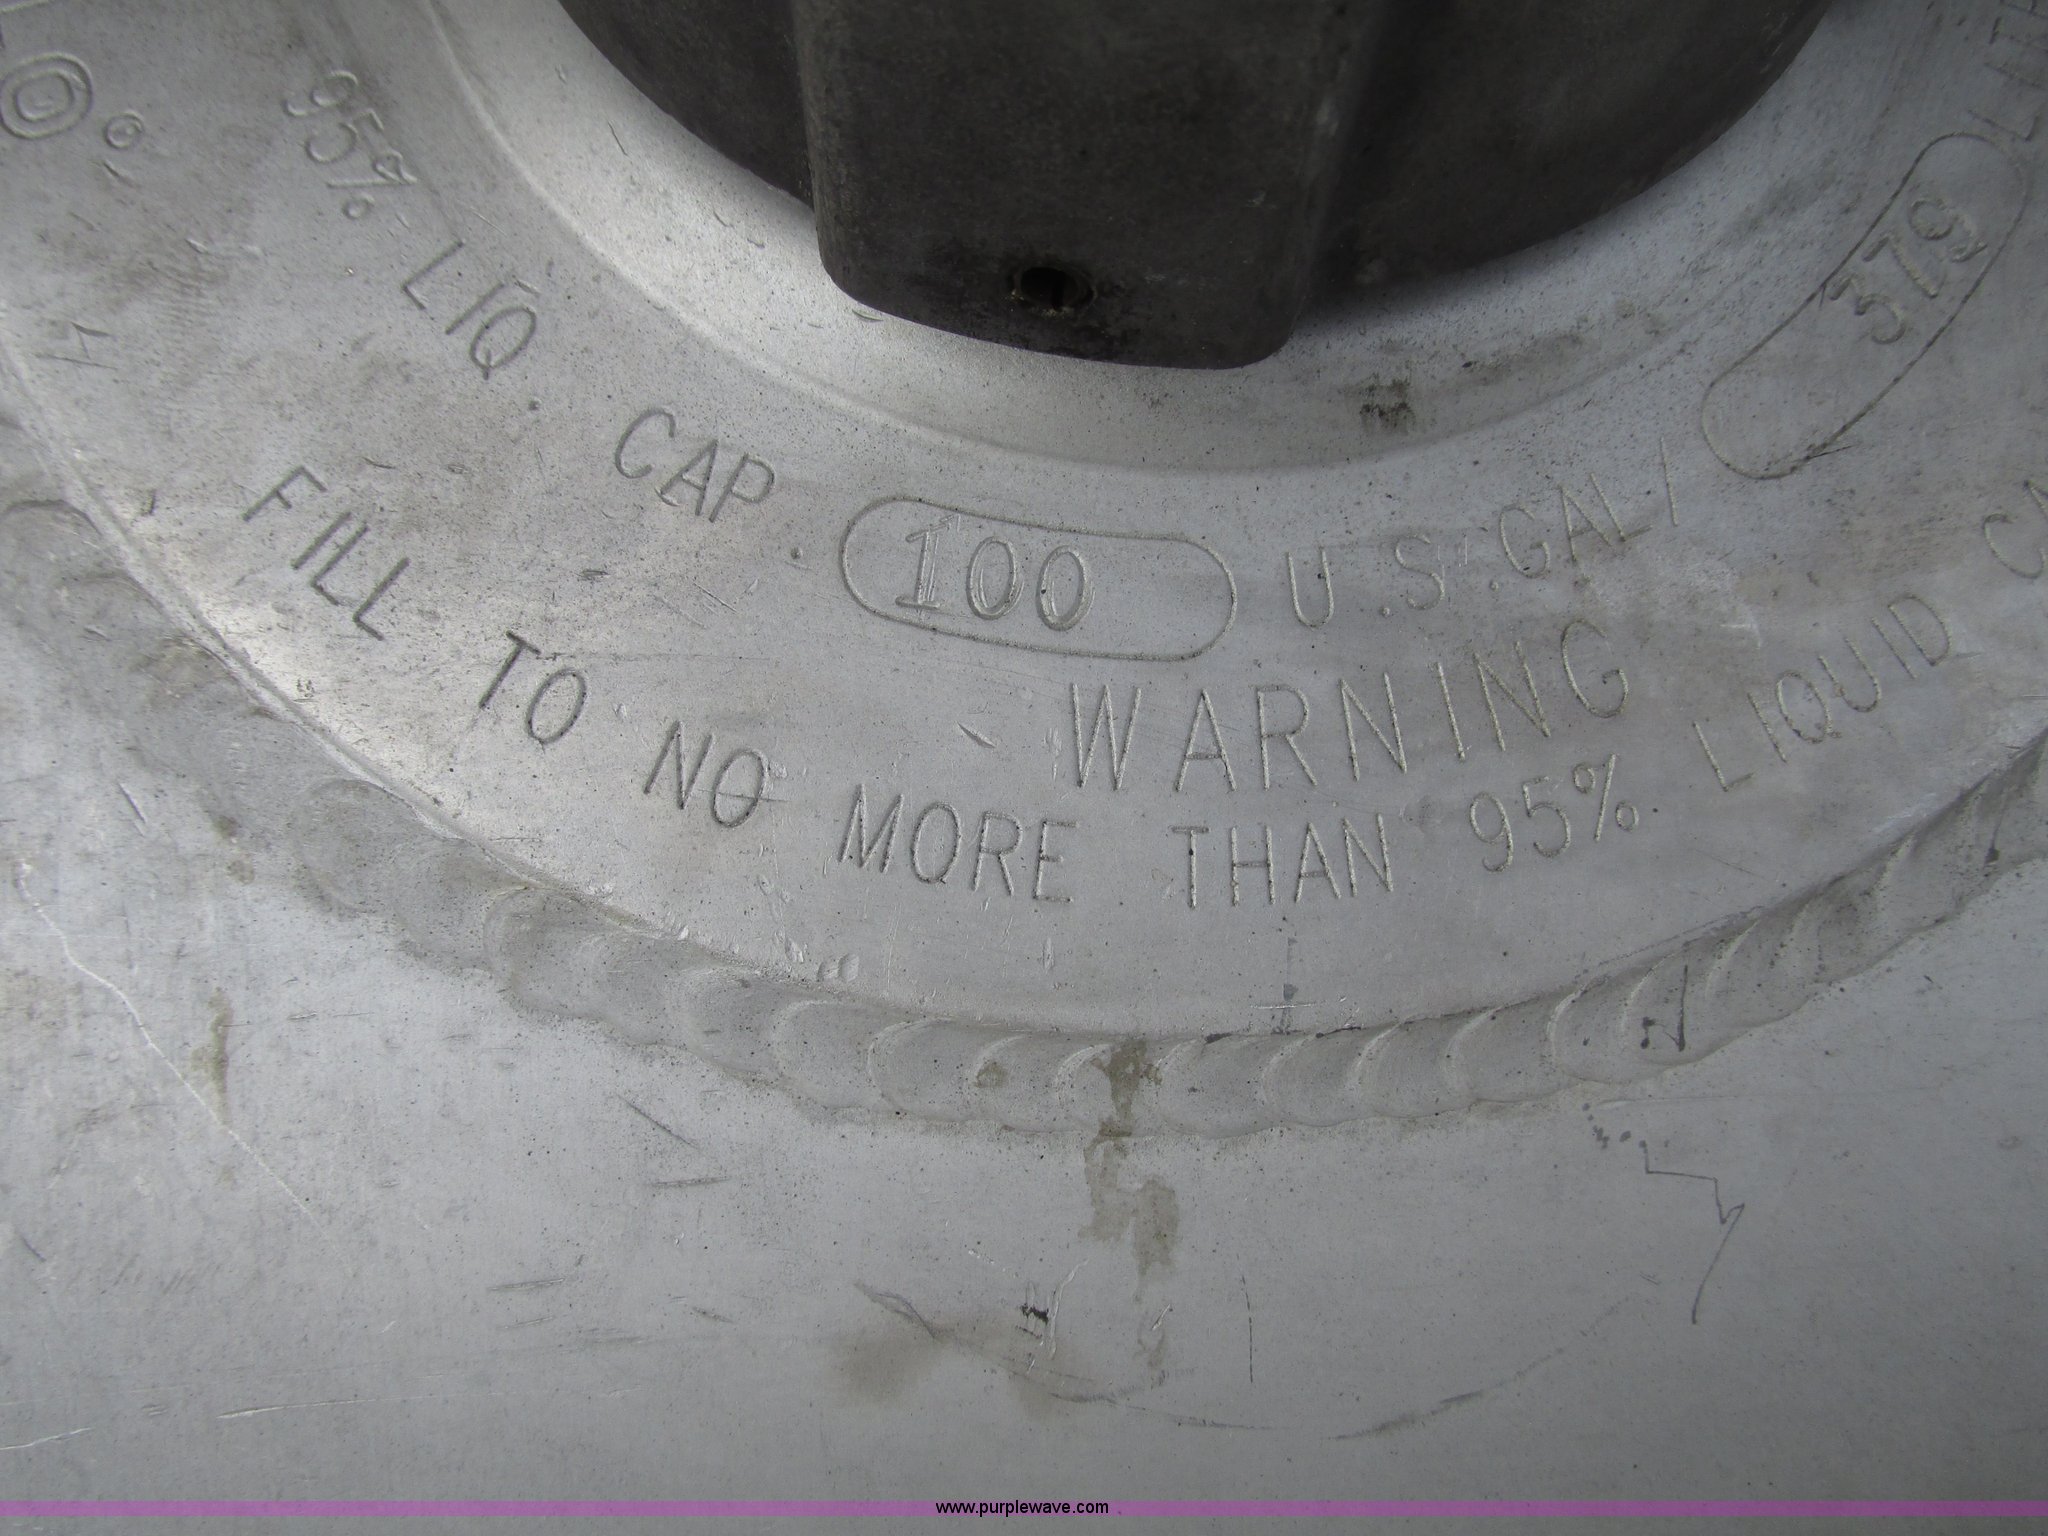 95% LIQ. CAP. 100 U.S. GAL/ 379
WARNING
FILL TO NO MORE THAN 95% LIQUID
www.purplewave.com